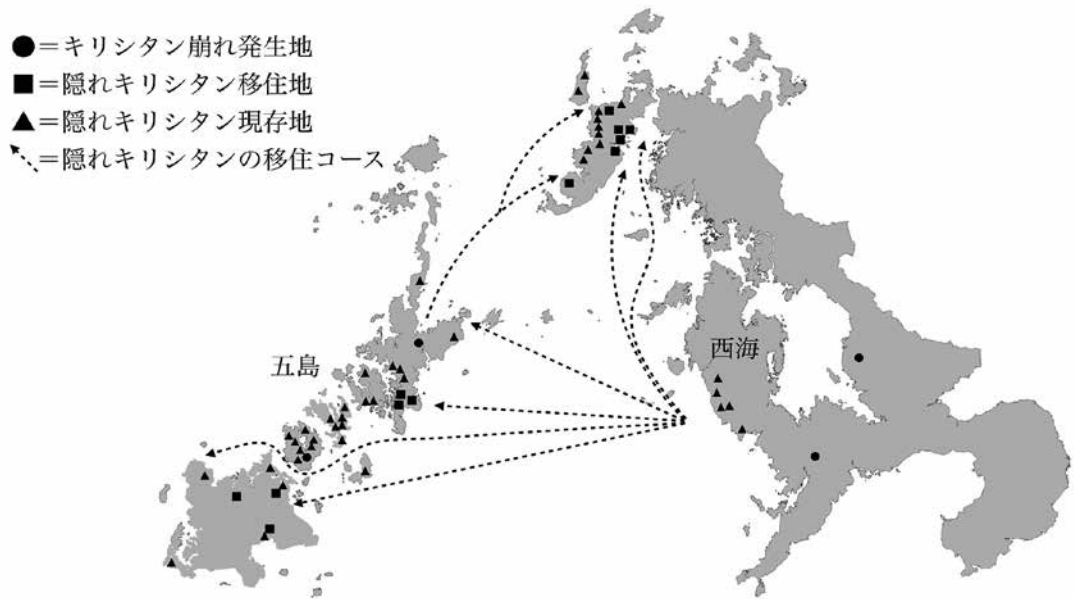 ●＝キリシタン崩れ発生地
■＝隠れキリシタン移住地
▲＝隠れキリシタン現存地
＝隠れキリシタンの移住コース
西海
五島